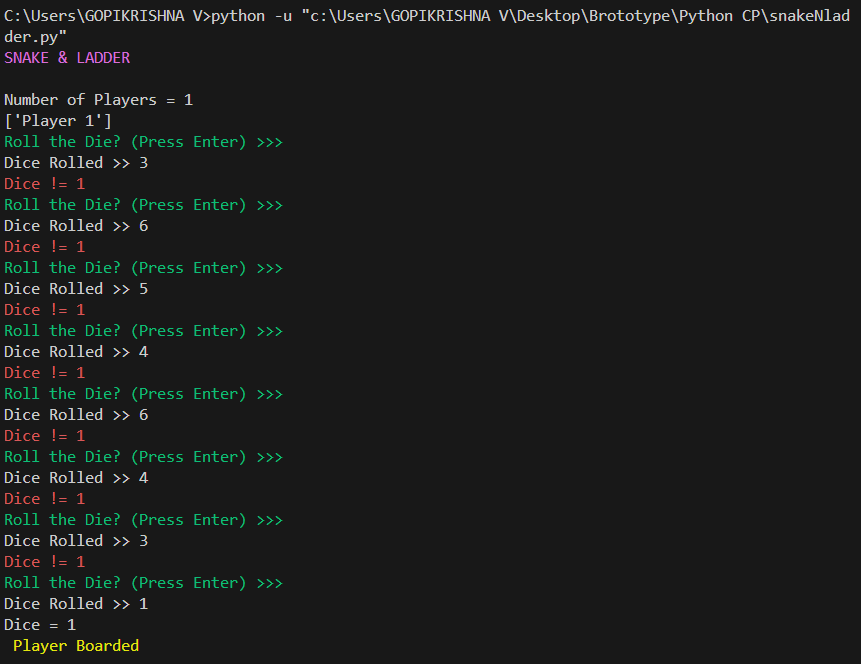 C:\Users\GOPIKRISHNA V>python -u "c:\Users\GOPIKRISHNA V\Desktop\Brototype\Python CP\snakeNlad
der.py"
SNAKE & LADDER
Number of Players = 1
['Player 1']
Roll the Die? (Press Enter) >>>
Dice Rolled >> 3
Dice != 1
Roll the Die? (Press Enter) >>>
Dice Rolled >> 6
Dice != 1
Roll the Die? (Press Enter) >>>
Dice Rolled >> 5
Dice != 1
Roll the Die? (Press Enter) >>>
Dice Rolled >> 4
Dice != 1
Roll the Die? (Press Enter) >>>
Dice Rolled >> 6
Dice != 1
Roll the Die? (Press Enter) >>>
Dice Rolled >> 4
Dice != 1
Roll the Die? (Press Enter) >>>
Dice Rolled >> 3
Dice != 1
Roll the Die? (Press Enter) >>>
Dice Rolled >> 1
Dice = 1
Player Boarded